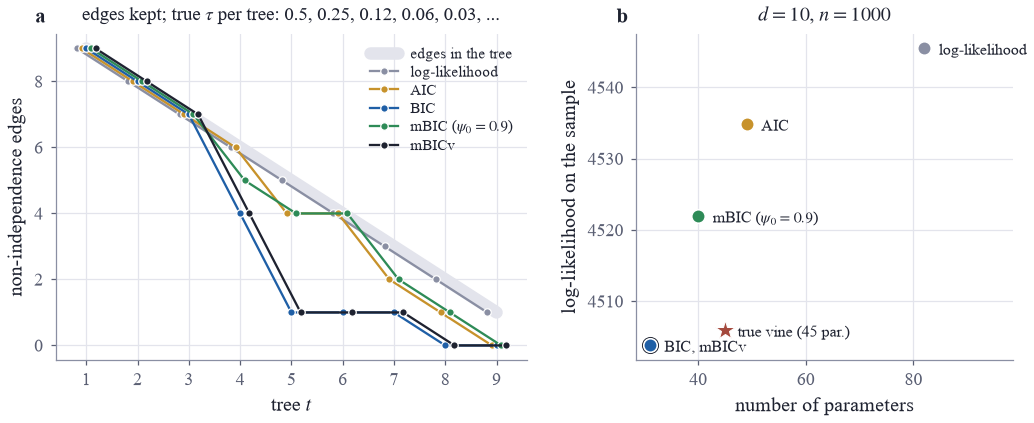 a
edges kept; true τ per tree: 0.5, 0.25, 0.12, 0.06, 0.03, ...
non-independence edges
8
6
4
2
0
1 2 3 4 5 6 7 8 9
tree t
edges in the tree
log-likelihood
AIC
BIC
mBIC (ψ₀ = 0.9)
mBICv
b
d = 10, n = 1000
log-likelihood on the sample
4540
4530
4520
4510
40 60 80
number of parameters
log-likelihood
AIC
mBIC (ψ₀ = 0.9)
true vine (45 par.)
BIC, mBICv